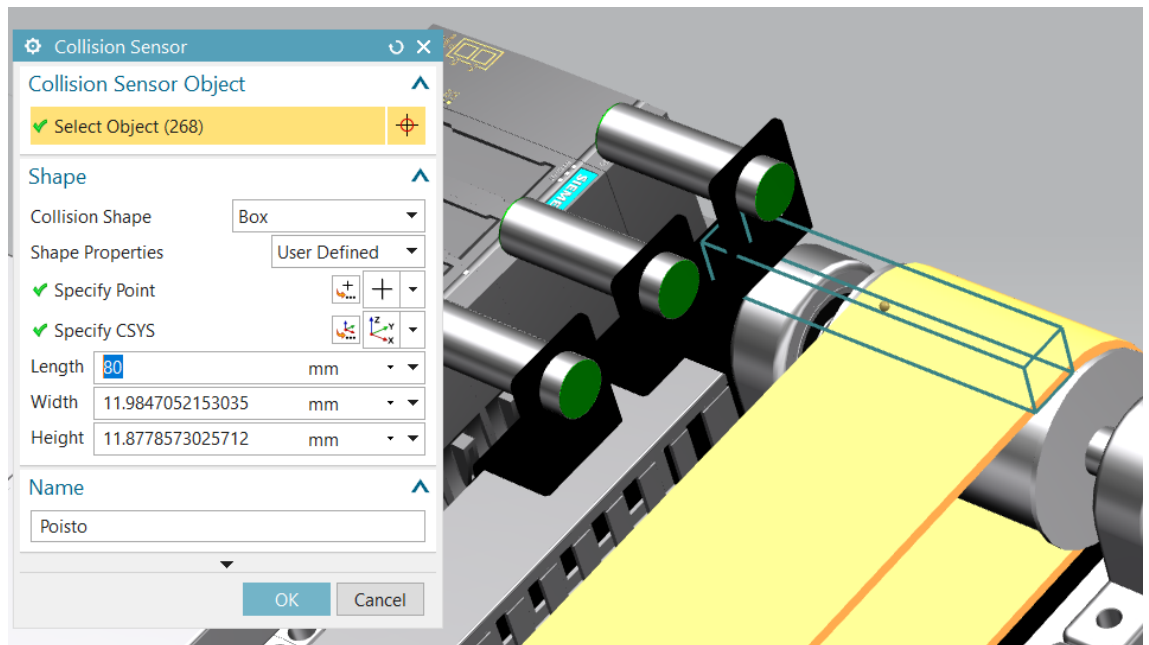 Collision Sensor
Collision Sensor Object
Select Object (268)
Shape
Collision Shape Box
Shape Properties User Defined
Specify Point
Specify CSYS
Z
Y
X
Length 80 mm
Width 11.9847052153035 mm
Height 11.8778573025712 mm
Name
Poisto
OK Cancel